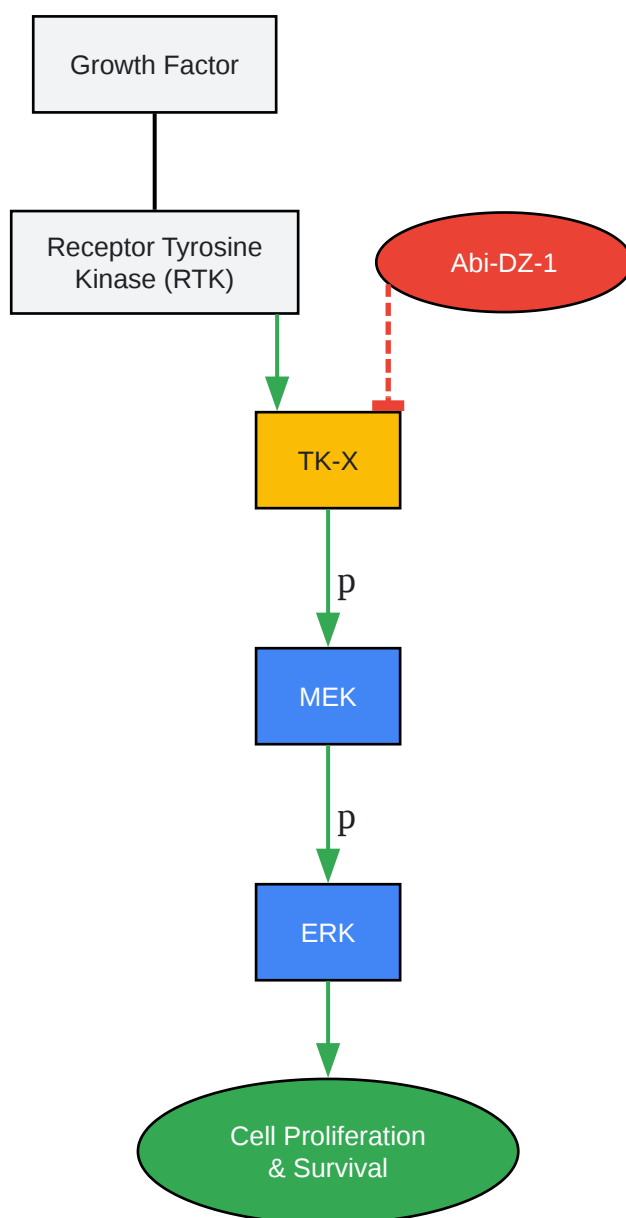 Growth Factor
Receptor Tyrosine
Kinase (RTK)
Abi-DZ-1
TK-X
p
MEK
p
ERK
Cell Proliferation
& Survival